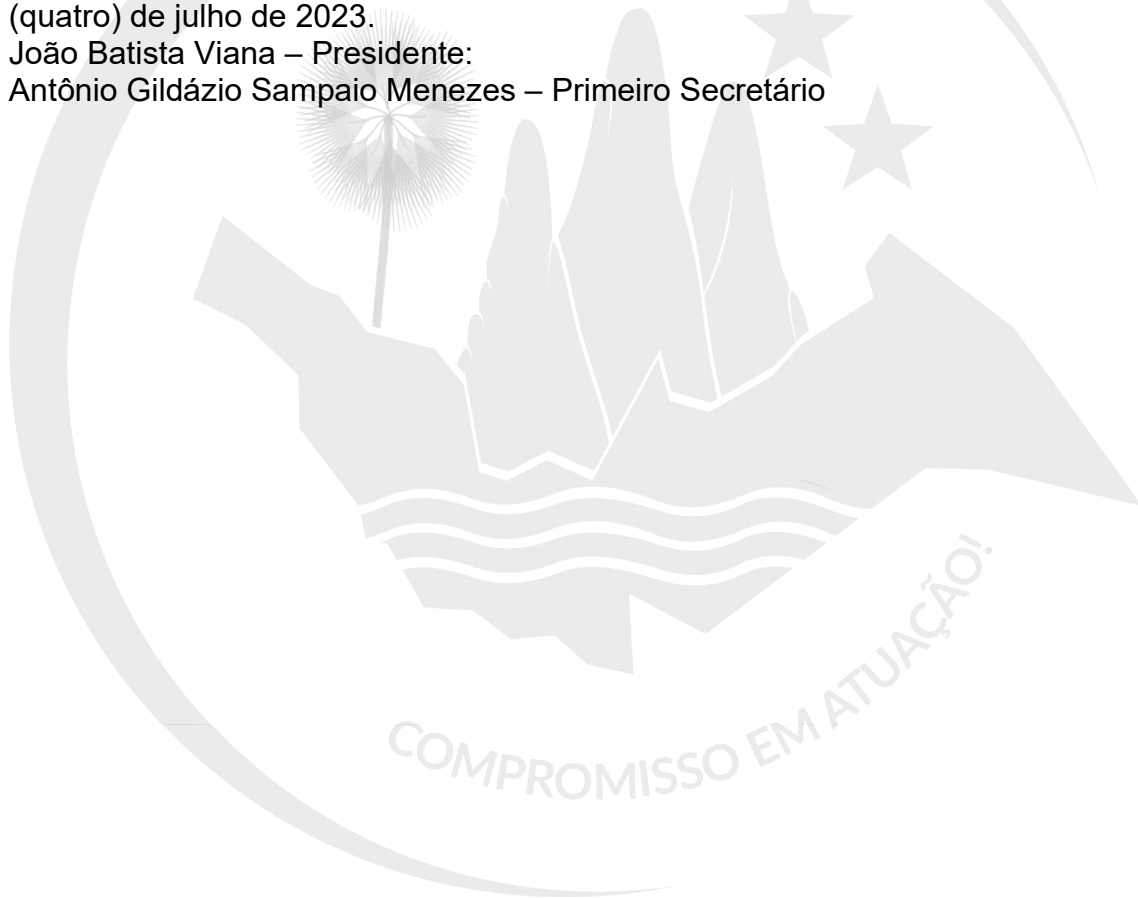 (quatro) de julho de 2023.
João Batista Viana – Presidente:
Antônio Gildázio Sampaio Menezes – Primeiro Secretário
COMPROMISSO EM ATUAÇÃO!